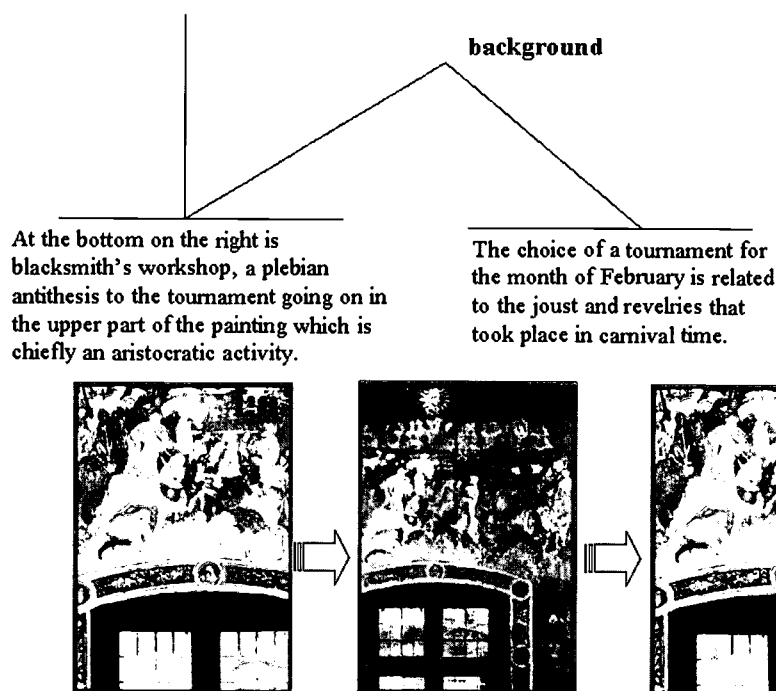 background
At the bottom on the right is
blacksmith's workshop, a plebian
antithesis to the tournament going on in
the upper part of the painting which is
chiefly an aristocratic activity.
The choice of a tournament for
the month of February is related
to the joust and revelries that
took place in carnival time.